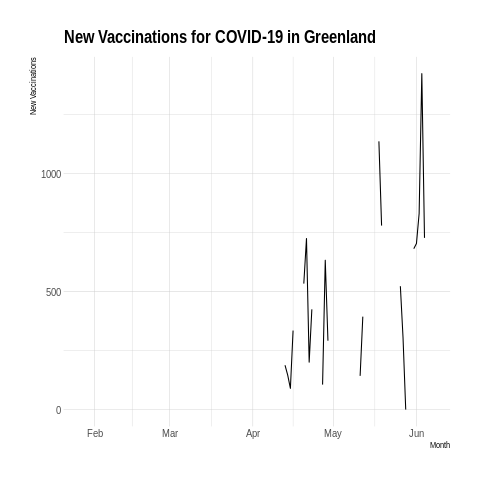 New Vaccinations for COVID-19 in Greenland
New Vaccinations
1000
500
0
Feb Mar Apr May Jun
Month